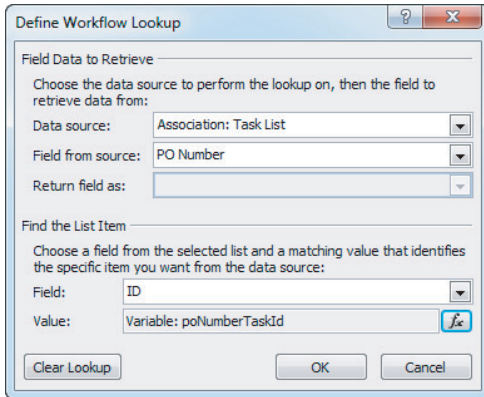 Define Workflow Lookup
?
X
Field Data to Retrieve
Choose the data source to perform the lookup on, then the field to
retrieve data from:
Data source: Association: Task List
Field from source: PO Number
Return field as:
Find the List Item
Choose a field from the selected list and a matching value that identifies
the specific item you want from the data source:
Field: ID
Value: Variable: poNumberTaskId fx
Clear Lookup OK Cancel